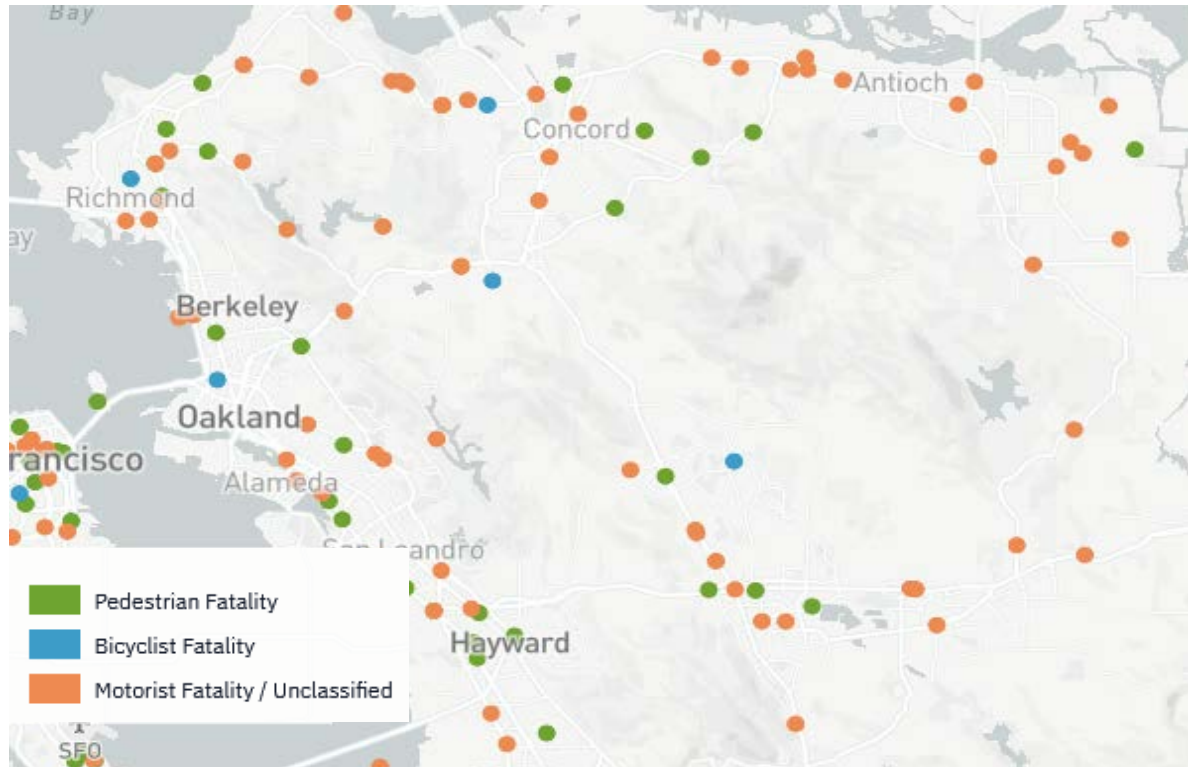 Bay
Antioch
Concord
Richmond
ay
Berkeley
Oakland
rancisco
Alameda
San Leandro
Pedestrian Fatality
Bicyclist Fatality
Hayward
Motorist Fatality / Unclassified
SFO